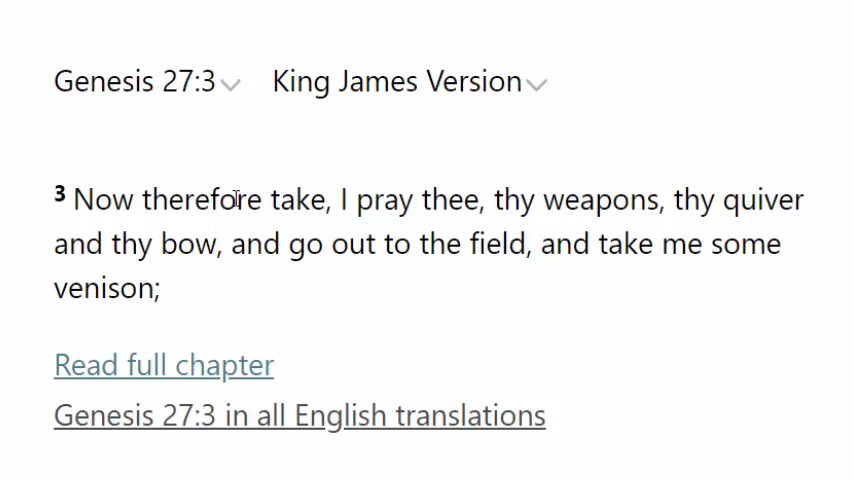 Genesis 27:3 King James Version
3 Now therefore take, I pray thee, thy weapons, thy quiver
and thy bow, and go out to the field, and take me some
venison;
Read full chapter
Genesis 27:3 in all English translations